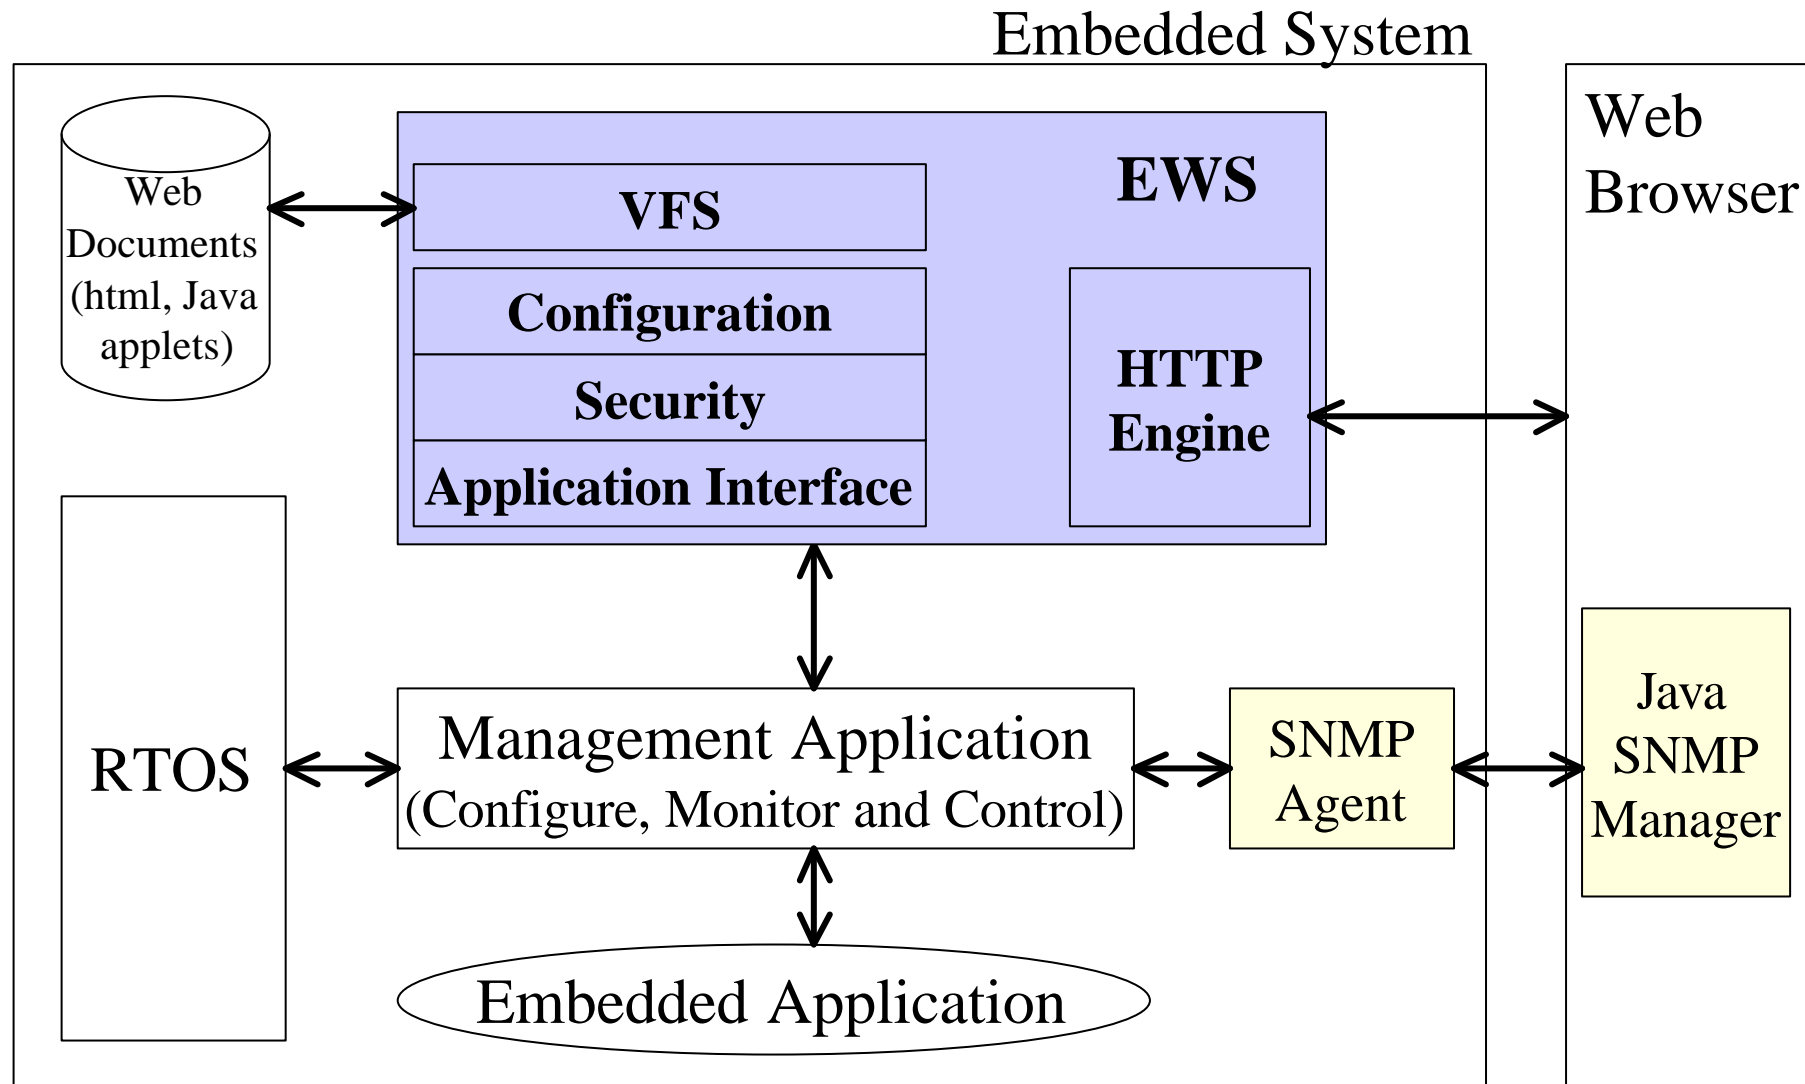 Embedded System
Web
Documents
(html, Java
applets)
VFS
EWS
Configuration
Security
Application Interface
HTTP
Engine
Web
Browser
RTOS
Management Application
(Configure, Monitor and Control)
SNMP
Agent
Java
SNMP
Manager
Embedded Application